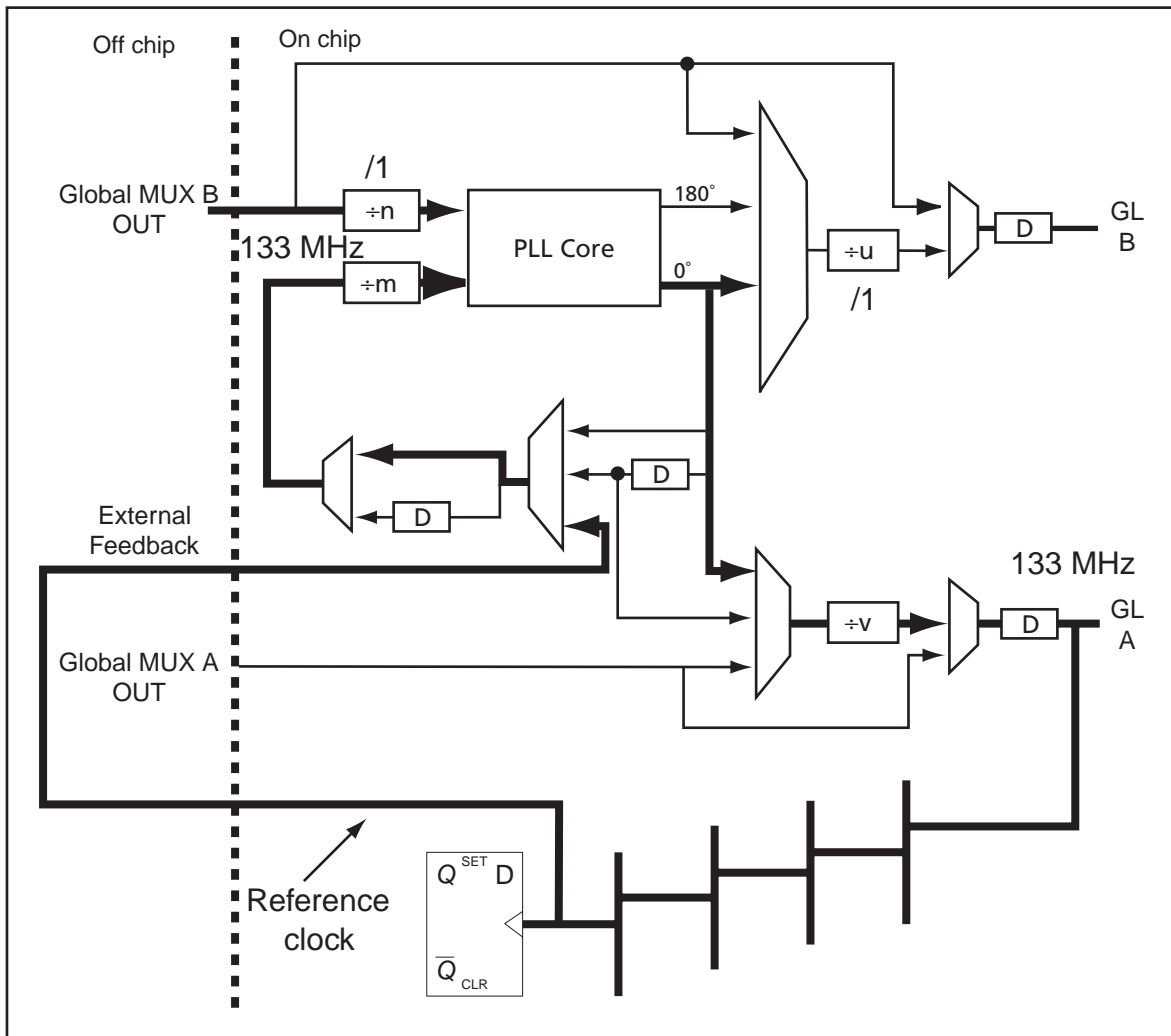 Off chip
On chip
Global MUX B
OUT
/1
÷n
133 MHz
÷m
PLL Core
180°
0°
÷u
/1
D
GL
B
D
D
External
Feedback
133 MHz
÷v
D
GL
A
Global MUX A
OUT
Reference
clock
Q SET D
Q̅ CLR